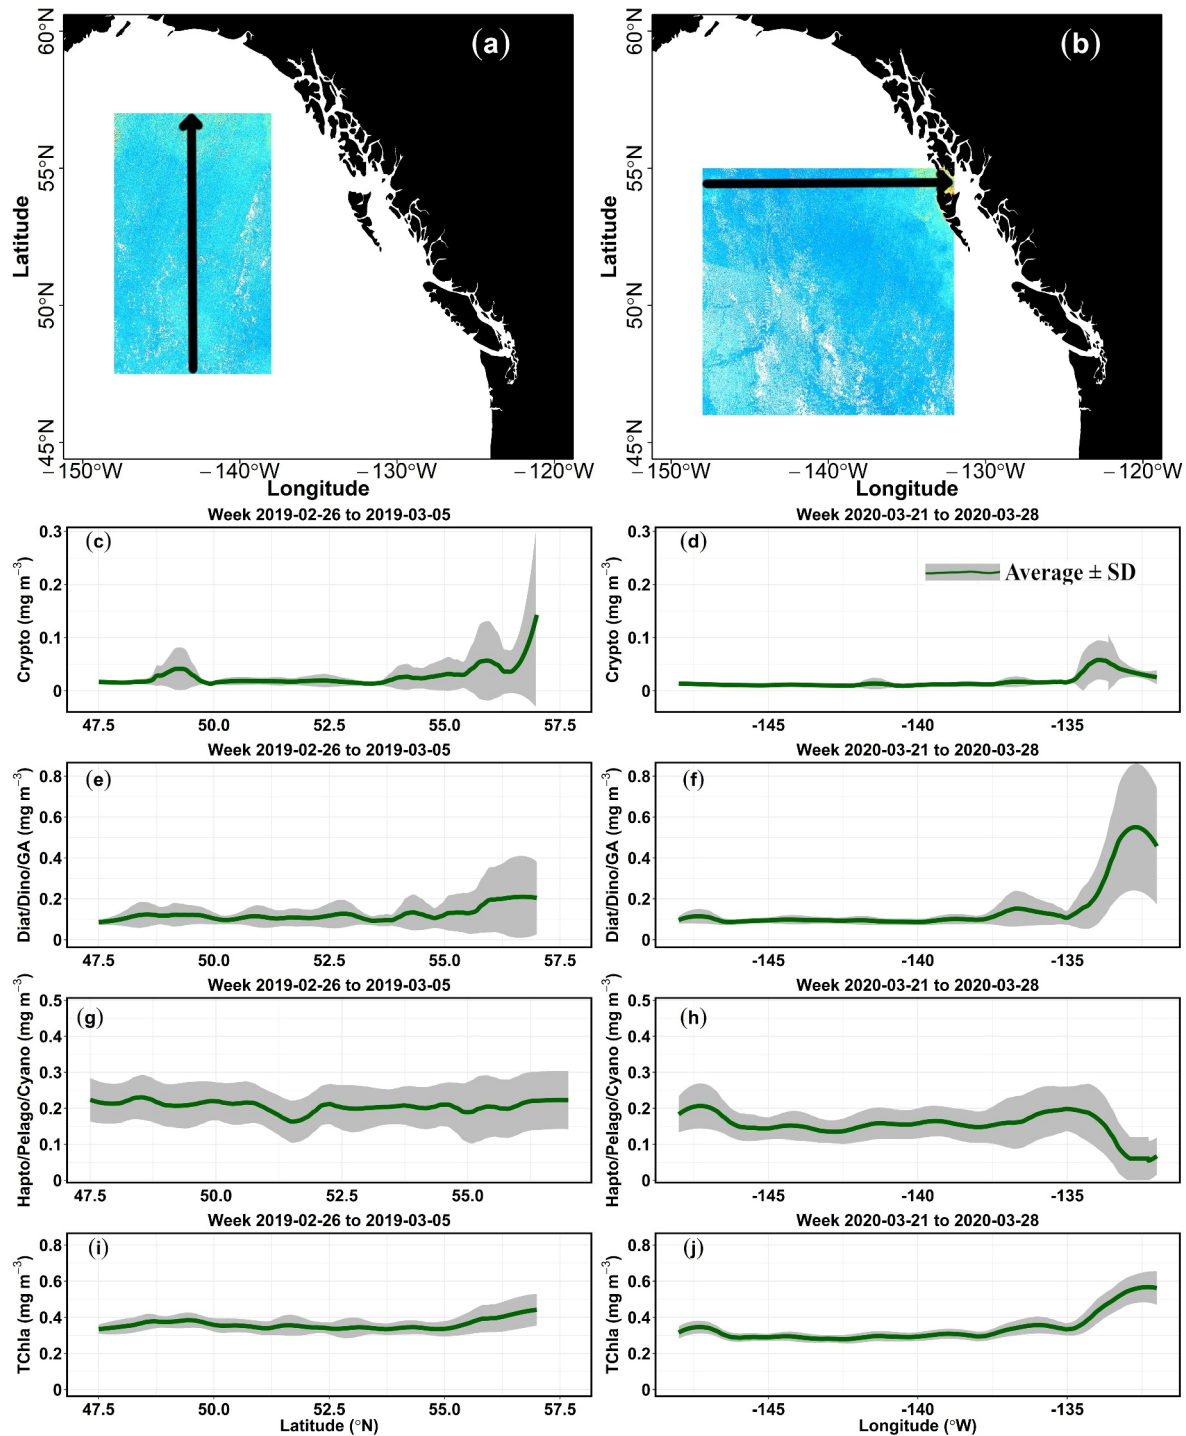 (a)
60°N
55°N
50°N
45°N
Latitude
−150°W
−140°W
−130°W
−120°W
Longitude
(b)
60°N
55°N
50°N
45°N
Latitude
−150°W
−140°W
−130°W
−120°W
Longitude
Week 2019-02-26 to 2019-03-05
(c)
Crypto (mg m−3)
0.3
0.2
0.1
0
47.5 50.0 52.5 55.0 57.5
Week 2020-03-21 to 2020-03-28
(d)
Average ± SD
Crypto (mg m−3)
0.3
0.2
0.1
0
-145 -140 -135
Week 2019-02-26 to 2019-03-05
(e)
Diat/Dino/GA (mg m−3)
0.8
0.6
0.4
0.2
0
47.5 50.0 52.5 55.0 57.5
Week 2020-03-21 to 2020-03-28
(f)
Diat/Dino/GA (mg m−3)
0.8
0.6
0.4
0.2
0
-145 -140 -135
Week 2019-02-26 to 2019-03-05
(g)
Hapto/Pelago/Cyano (mg m−3)
0.5
0.4
0.3
0.2
0.1
0
47.5 50.0 52.5 55.0
Week 2020-03-21 to 2020-03-28
(h)
Hapto/Pelago/Cyano (mg m−3)
0.5
0.4
0.3
0.2
0.1
0
-145 -140 -135
Week 2019-02-26 to 2019-03-05
(i)
TChla (mg m−3)
0.8
0.6
0.4
0.2
0
47.5 50.0 52.5 55.0 57.5
Latitude (°N)
Week 2020-03-21 to 2020-03-28
(j)
TChla (mg m−3)
0.8
0.6
0.4
0.2
0
-145 -140 -135
Longitude (°W)